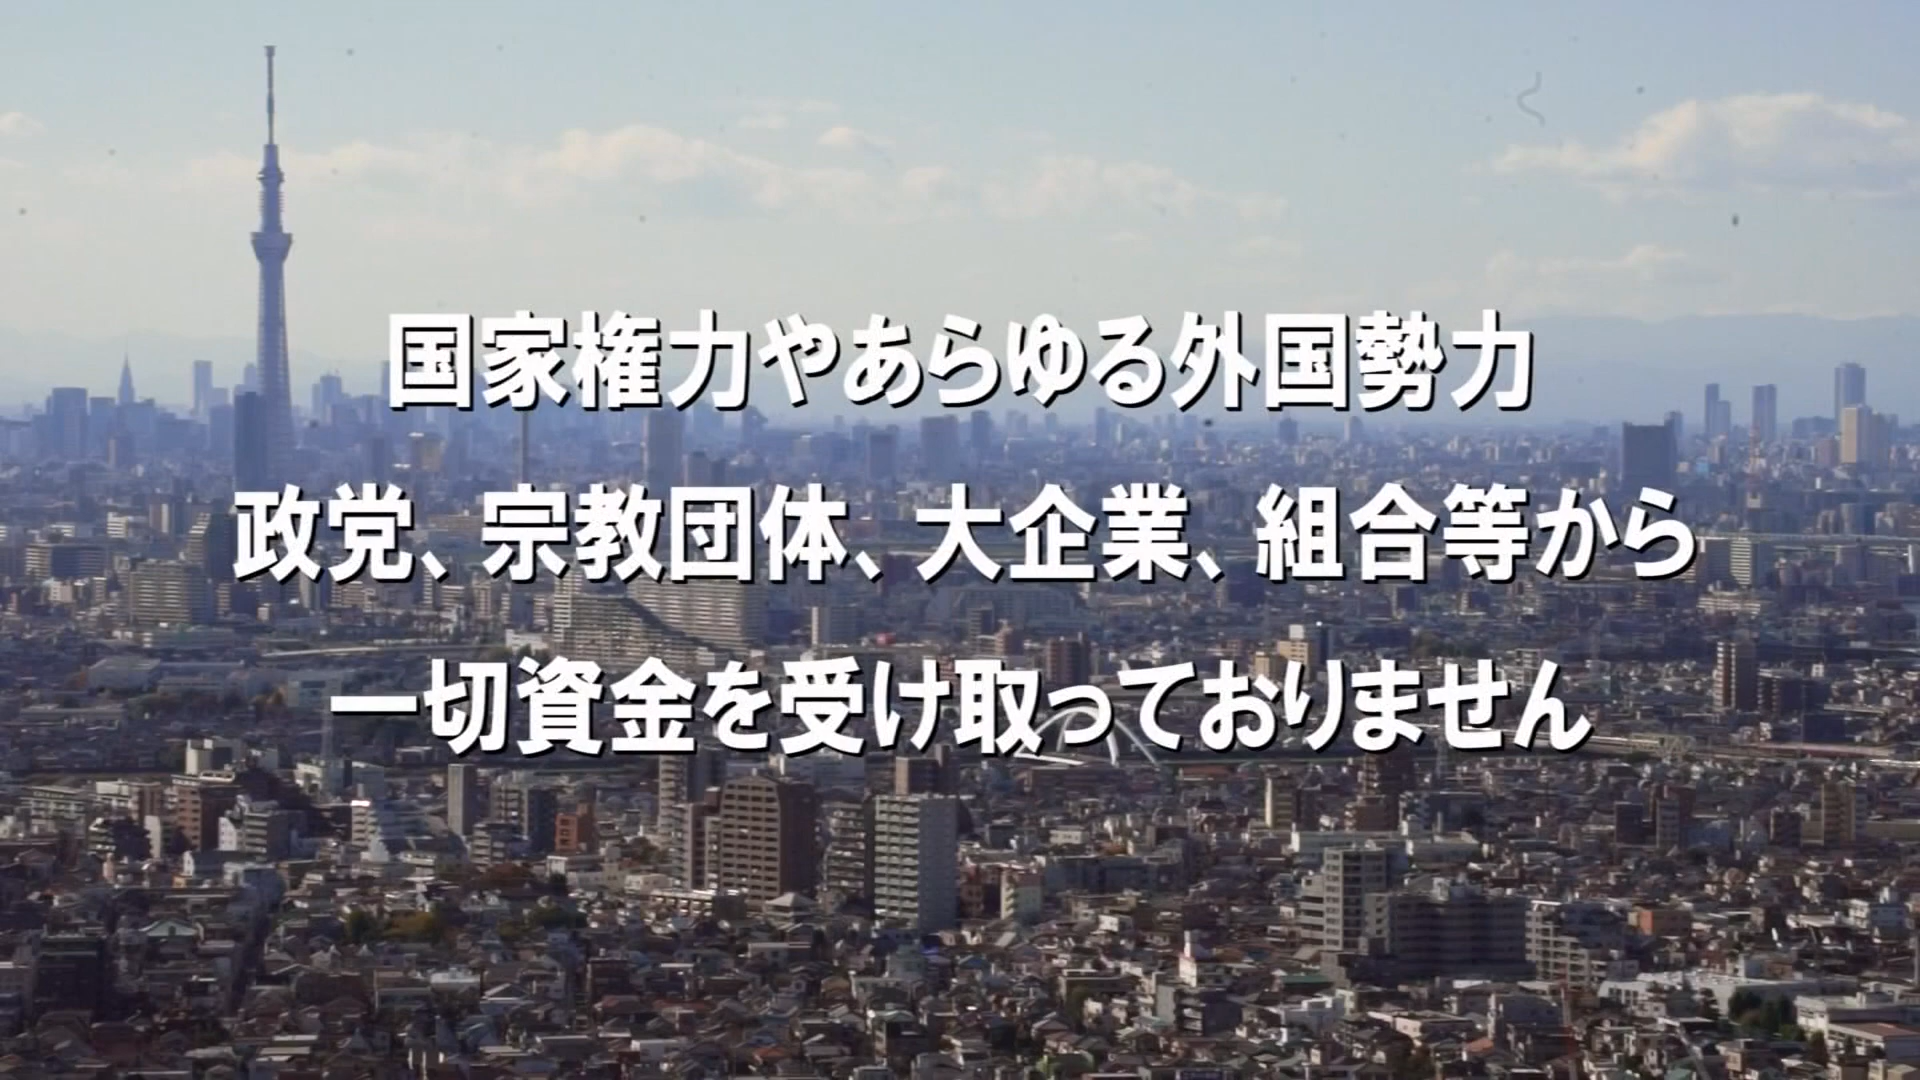 国家権力やあらゆる外国勢力
政党、宗教団体、大企業、組合等から
一切資金を受け取っておりません